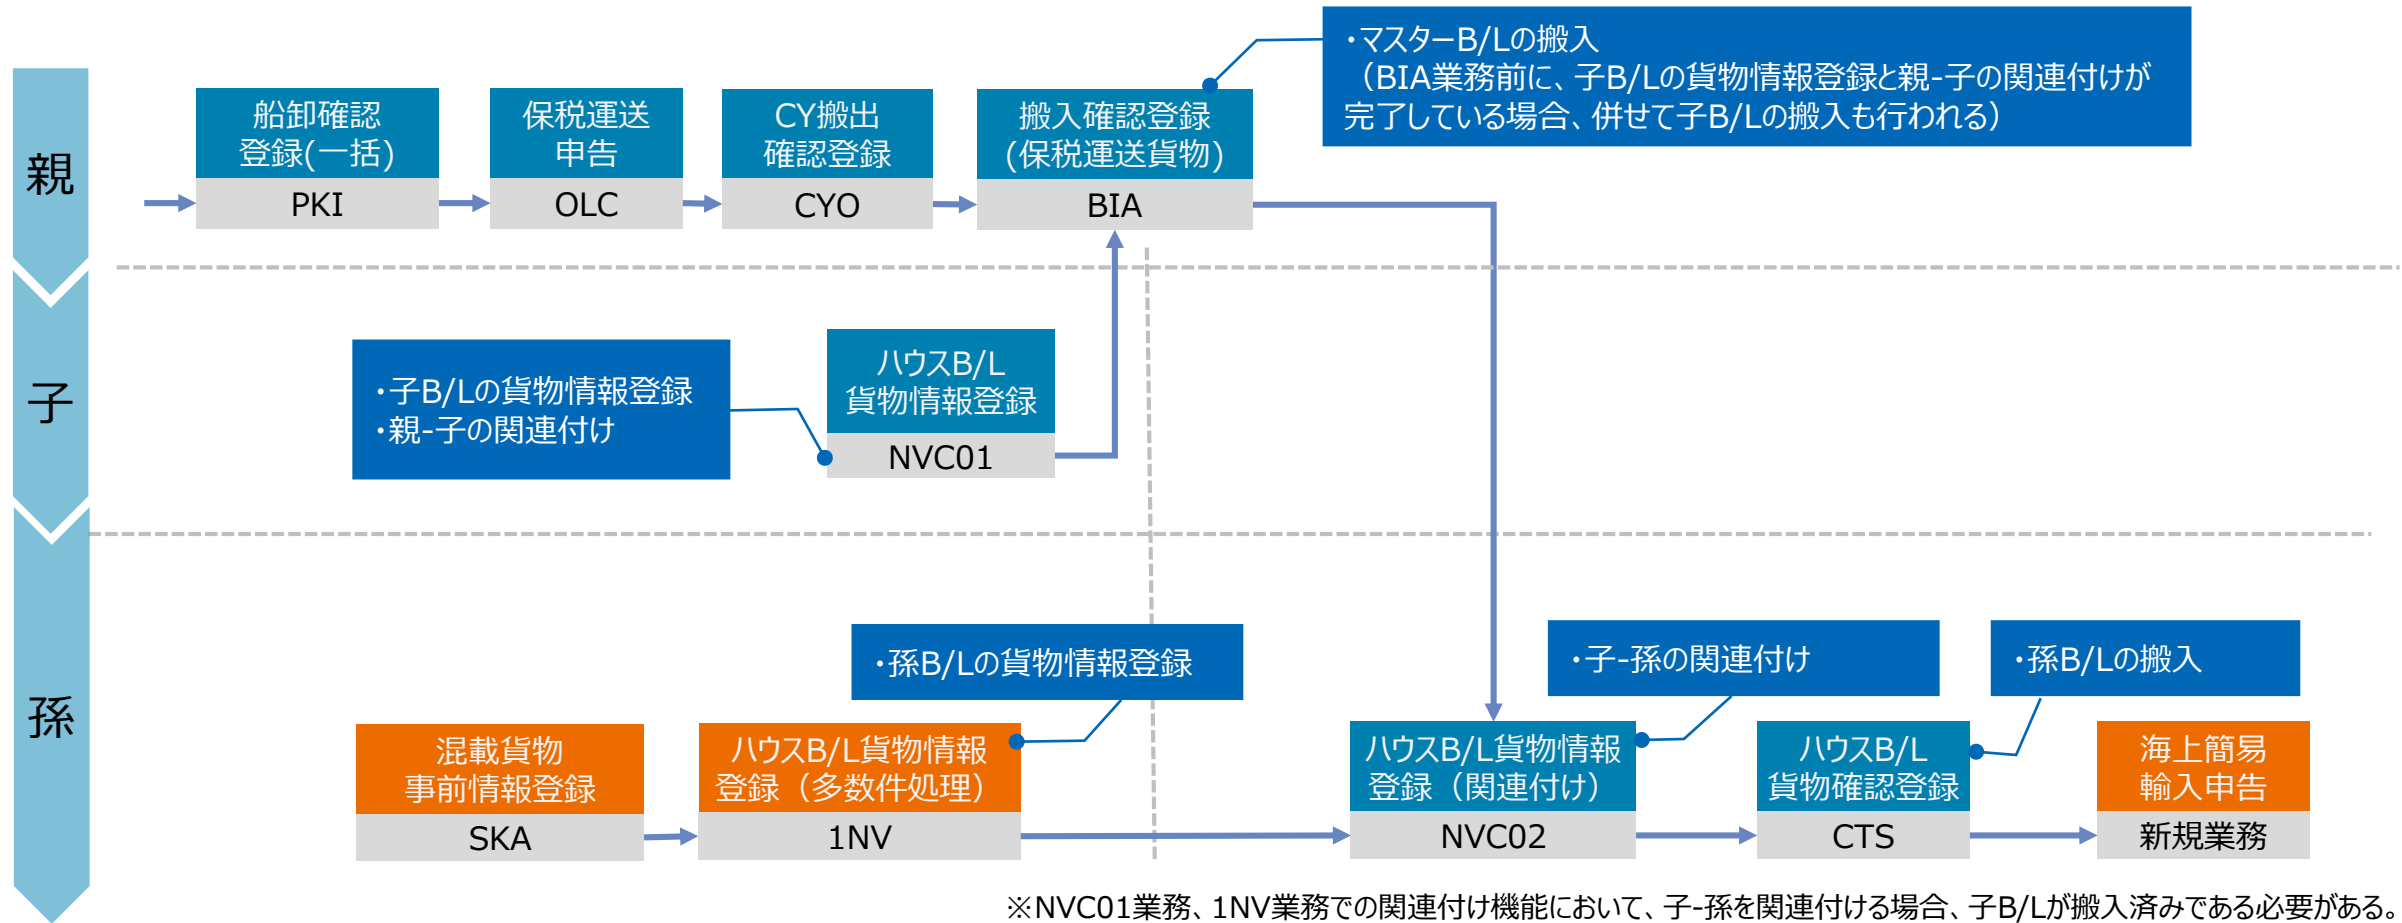 親
船卸確認
登録(一括)
PKI
保税運送
申告
OLC
CY搬出
確認登録
CYO
搬入確認登録
(保税運送貨物)
BIA
・マスターB/Lの搬入
（BIA業務前に、子B/Lの貨物情報登録と親-子の関連付けが
完了している場合、併せて子B/Lの搬入も行われる）
子
・子B/Lの貨物情報登録
・親-子の関連付け
ハウスB/L
貨物情報登録
NVC01
孫
・孫B/Lの貨物情報登録
・子-孫の関連付け
・孫B/Lの搬入
混載貨物
事前情報登録
SKA
ハウスB/L貨物情報
登録（多数件処理）
1NV
ハウスB/L貨物情報
登録（関連付け）
NVC02
ハウスB/L
貨物確認登録
CTS
海上簡易
輸入申告
新規業務
※NVC01業務、1NV業務での関連付け機能において、子-孫を関連付ける場合、子B/Lが搬入済みである必要がある。